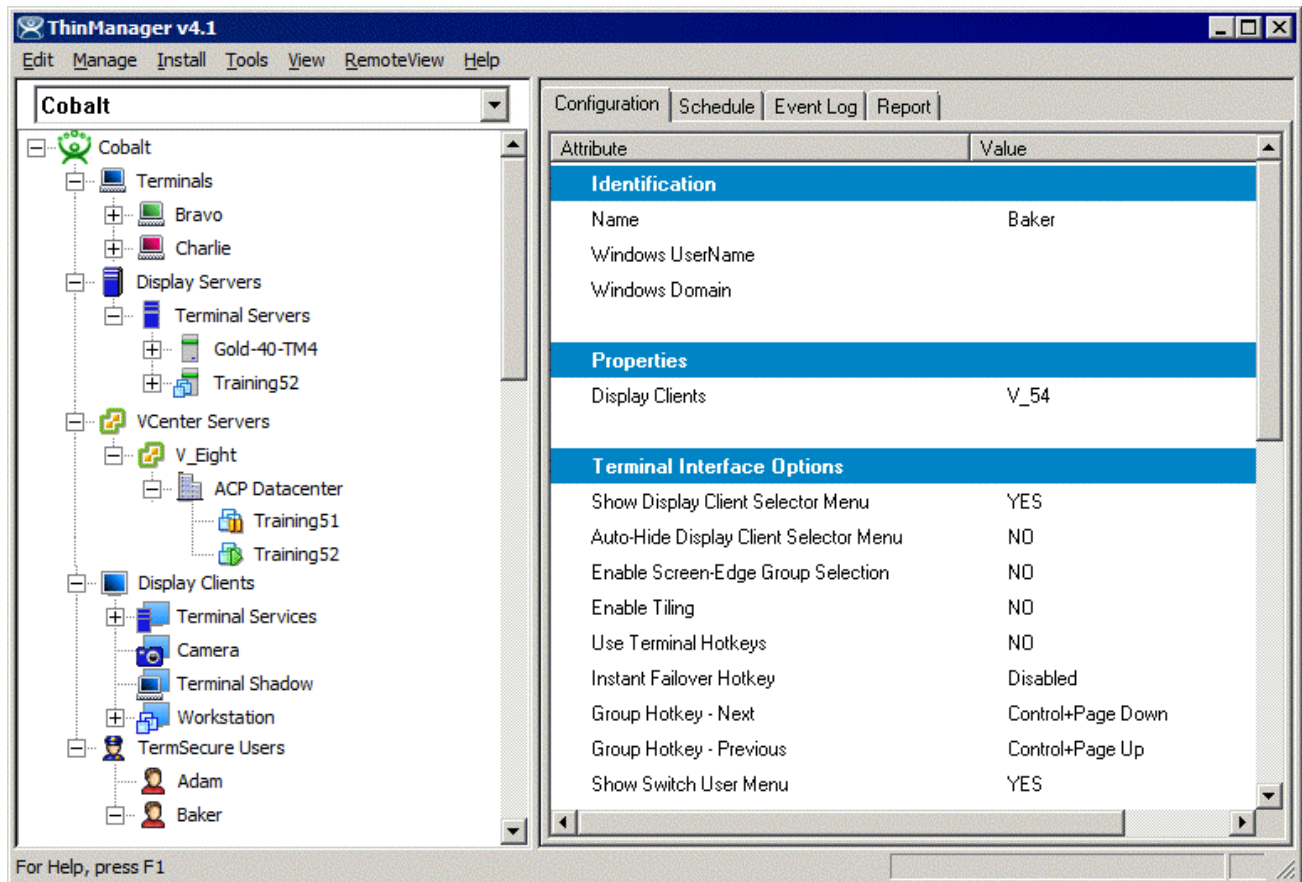 ThinManager v4.1
Edit Manage Install Tools View RemoteView Help
Cobalt
Cobalt
Terminals
Bravo
Charlie
Display Servers
Terminal Servers
Gold-40-TM4
Training52
VCenter Servers
V_Eight
ACP Datacenter
Training51
Training52
Display Clients
Terminal Services
Camera
Terminal Shadow
Workstation
TermSecure Users
Adam
Baker
Configuration Schedule Event Log Report
Attribute Value
Identification
Name Baker
Windows UserName
Windows Domain
Properties
Display Clients V_54
Terminal Interface Options
Show Display Client Selector Menu YES
Auto-Hide Display Client Selector Menu NO
Enable Screen-Edge Group Selection NO
Enable Tiling NO
Use Terminal Hotkeys NO
Instant Failover Hotkey Disabled
Group Hotkey - Next Control+Page Down
Group Hotkey - Previous Control+Page Up
Show Switch User Menu YES
For Help, press F1